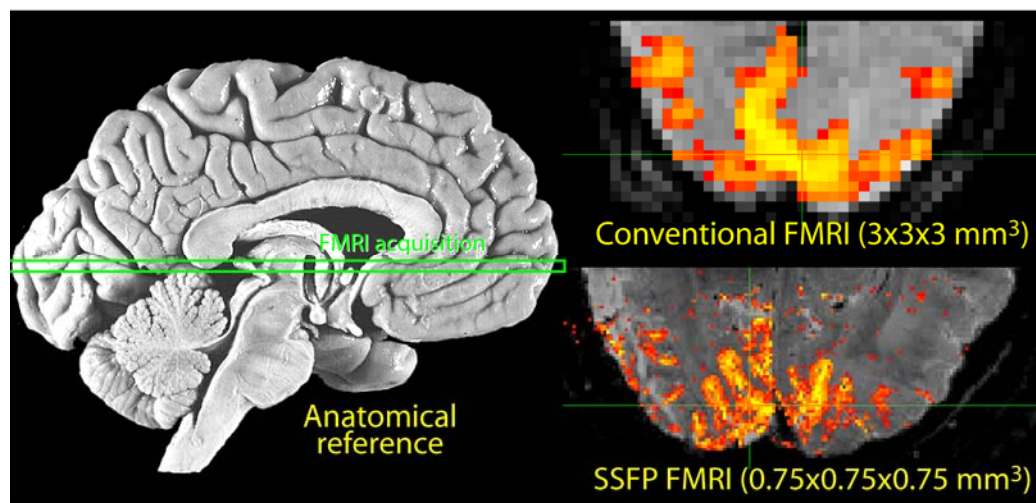 FMRI acquisition
Anatomical
reference
Conventional FMRI (3x3x3 mm³)
SSFP FMRI (0.75x0.75x0.75 mm³)